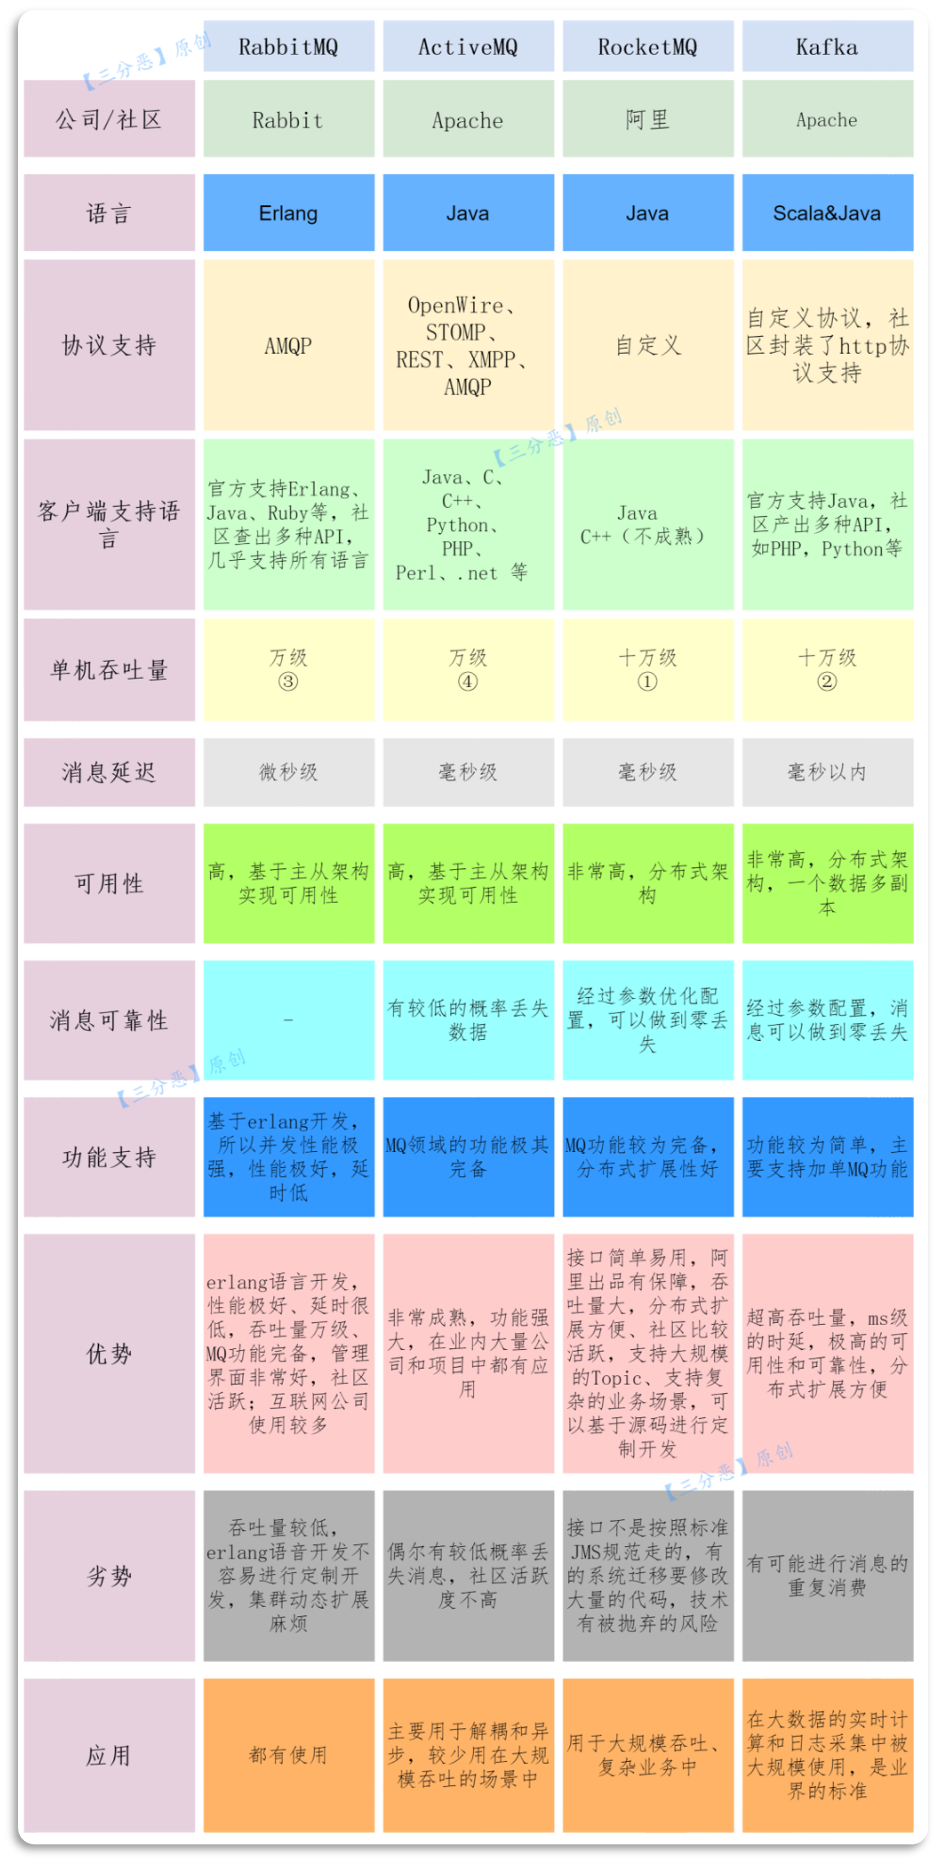 RabbitMQ
ActiveMQ
RocketMQ
Kafka
【三分恶】原创
公司/社区
Rabbit
Apache
阿里
Apache
语言
Erlang
Java
Java
Scala&Java
协议支持
AMQP
OpenWire、
STOMP、
REST、XMPP、
AMQP
自定义
自定义协议，社
区封装了http协
议支持
【三分恶】原创
客户端支持语
言
官方支持Erlang、
Java、Ruby等，社
区查出多种API，
几乎支持所有语言
Java、C、
C++、
Python、
PHP、
Perl、.net 等
Java
C++（不成熟）
官方支持Java，社
区产出多种API，
如PHP，Python等
单机吞吐量
万级
③
万级
④
十万级
①
十万级
②
消息延迟
微秒级
毫秒级
毫秒级
毫秒以内
可用性
高，基于主从架构
实现可用性
高，基于主从架构
实现可用性
非常高，分布式架
构
非常高，分布式架
构，一个数据多副
本
消息可靠性
-
有较低的概率丢失
数据
经过参数优化配
置，可以做到零丢
失
经过参数配置，消
息可以做到零丢失
【三分恶】原创
功能支持
基于erlang开发，
所以并发性能极
强，性能极好，延
时低
MQ领域的功能极其
完备
MQ功能较为完备，
分布式扩展性好
功能较为简单，主
要支持加单MQ功能
优势
erlang语言开发，
性能极好、延时很
低，吞吐量万级、
MQ功能完备，管理
界面非常好，社区
活跃；互联网公司
使用较多
非常成熟，功能强
大，在业内大量公
司和项目中都有应
用
接口简单易用，阿
里出品有保障，吞
吐量大，分布式扩
展方便、社区比较
活跃，支持大规模
的Topic、支持复
杂的业务场景，可
以基于源码进行定
制开发
超高吞吐量，ms级
的时延，极高的可
用性和可靠性，分
布式扩展方便
【三分恶】原创
劣势
吞吐量较低，
erlang语音开发不
容易进行定制开
发，集群动态扩展
麻烦
偶尔有较低概率丢
失消息，社区活跃
度不高
接口不是按照标准
JMS规范走的，有
的系统迁移要修改
大量的代码，技术
有被抛弃的风险
有可能进行消息的
重复消费
应用
都有使用
主要用于解耦和异
步，较少用在大规
模吞吐的场景中
用于大规模吞吐、
复杂业务中
在大数据的实时计
算和日志采集中被
大规模使用，是业
界的标准